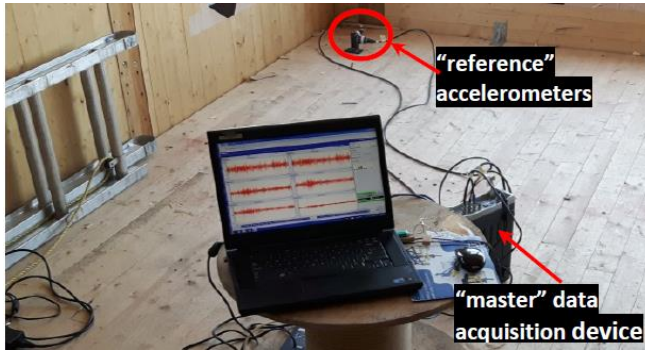 “reference”
accelerometers
“master” data
acquisition device